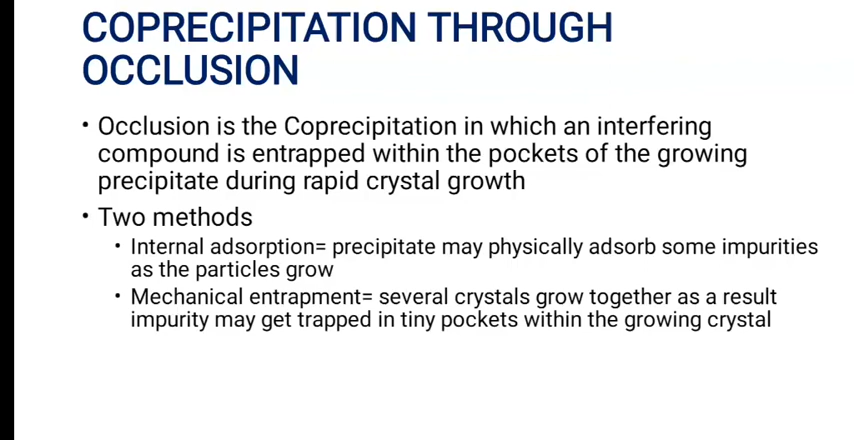 COPRECIPITATION THROUGH
OCCLUSION
• Occlusion is the Coprecipitation in which an interfering
compound is entrapped within the pockets of the growing
precipitate during rapid crystal growth
• Two methods
• Internal adsorption= precipitate may physically adsorb some impurities
as the particles grow
• Mechanical entrapment= several crystals grow together as a result
impurity may get trapped in tiny pockets within the growing crystal